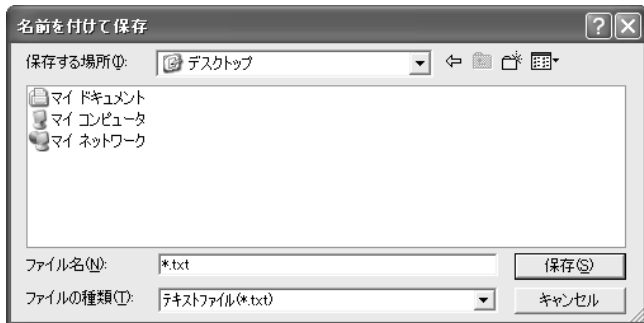 名前を付けて保存
保存する場所(I):
デスクトップ
マイ ドキュメント
マイ コンピュータ
マイ ネットワーク
ファイル名(N):
*.txt
保存(S)
ファイルの種類(T):
テキストファイル(*.txt)
キャンセル